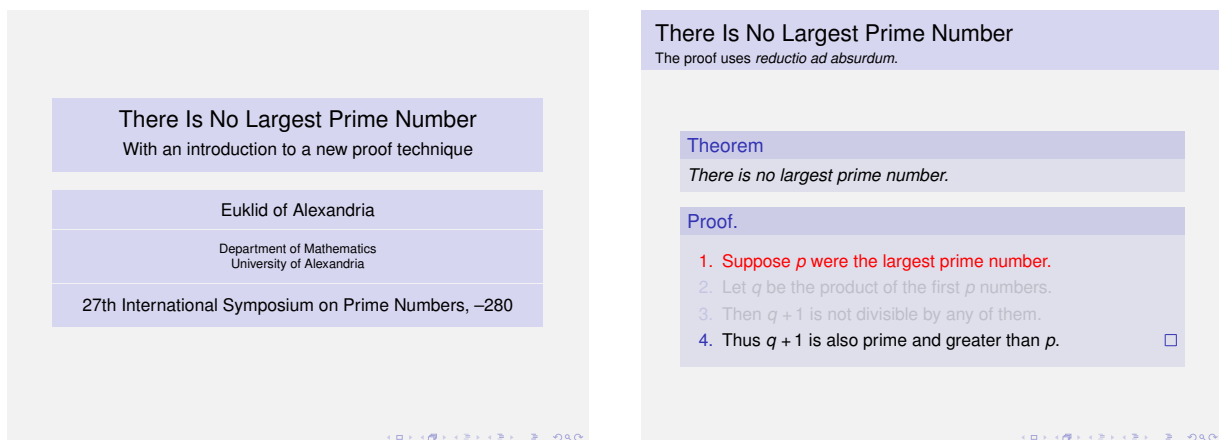 There Is No Largest Prime Number
With an introduction to a new proof technique
Euklid of Alexandria
Department of Mathematics
University of Alexandria
27th International Symposium on Prime Numbers, –280
There Is No Largest Prime Number
The proof uses reductio ad absurdum.
Theorem
There is no largest prime number.
Proof.
1. Suppose p were the largest prime number.
2. Let q be the product of the first p numbers.
3. Then q + 1 is not divisible by any of them.
4. Thus q + 1 is also prime and greater than p.